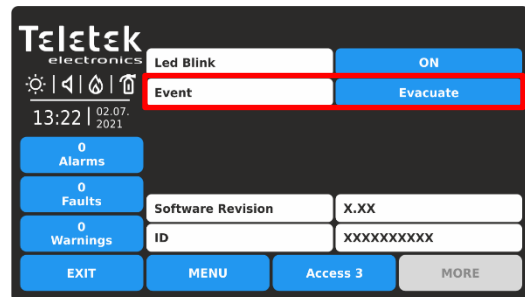 Teletek
electronics
13:22 02.07.
2021
0
Alarms
0
Faults
0
Warnings
Led Blink ON
Event Evacuate
Software Revision X.XX
ID XXXXXXXXXX
EXIT MENU Access 3 MORE